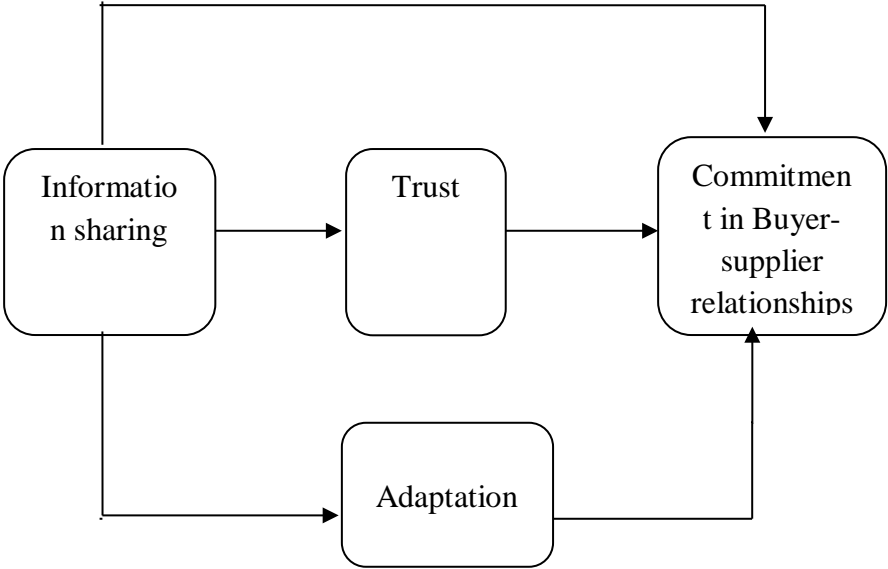 Informatio
n sharing
Trust
Commitmen
t in Buyer-
supplier
relationships
Adaptation